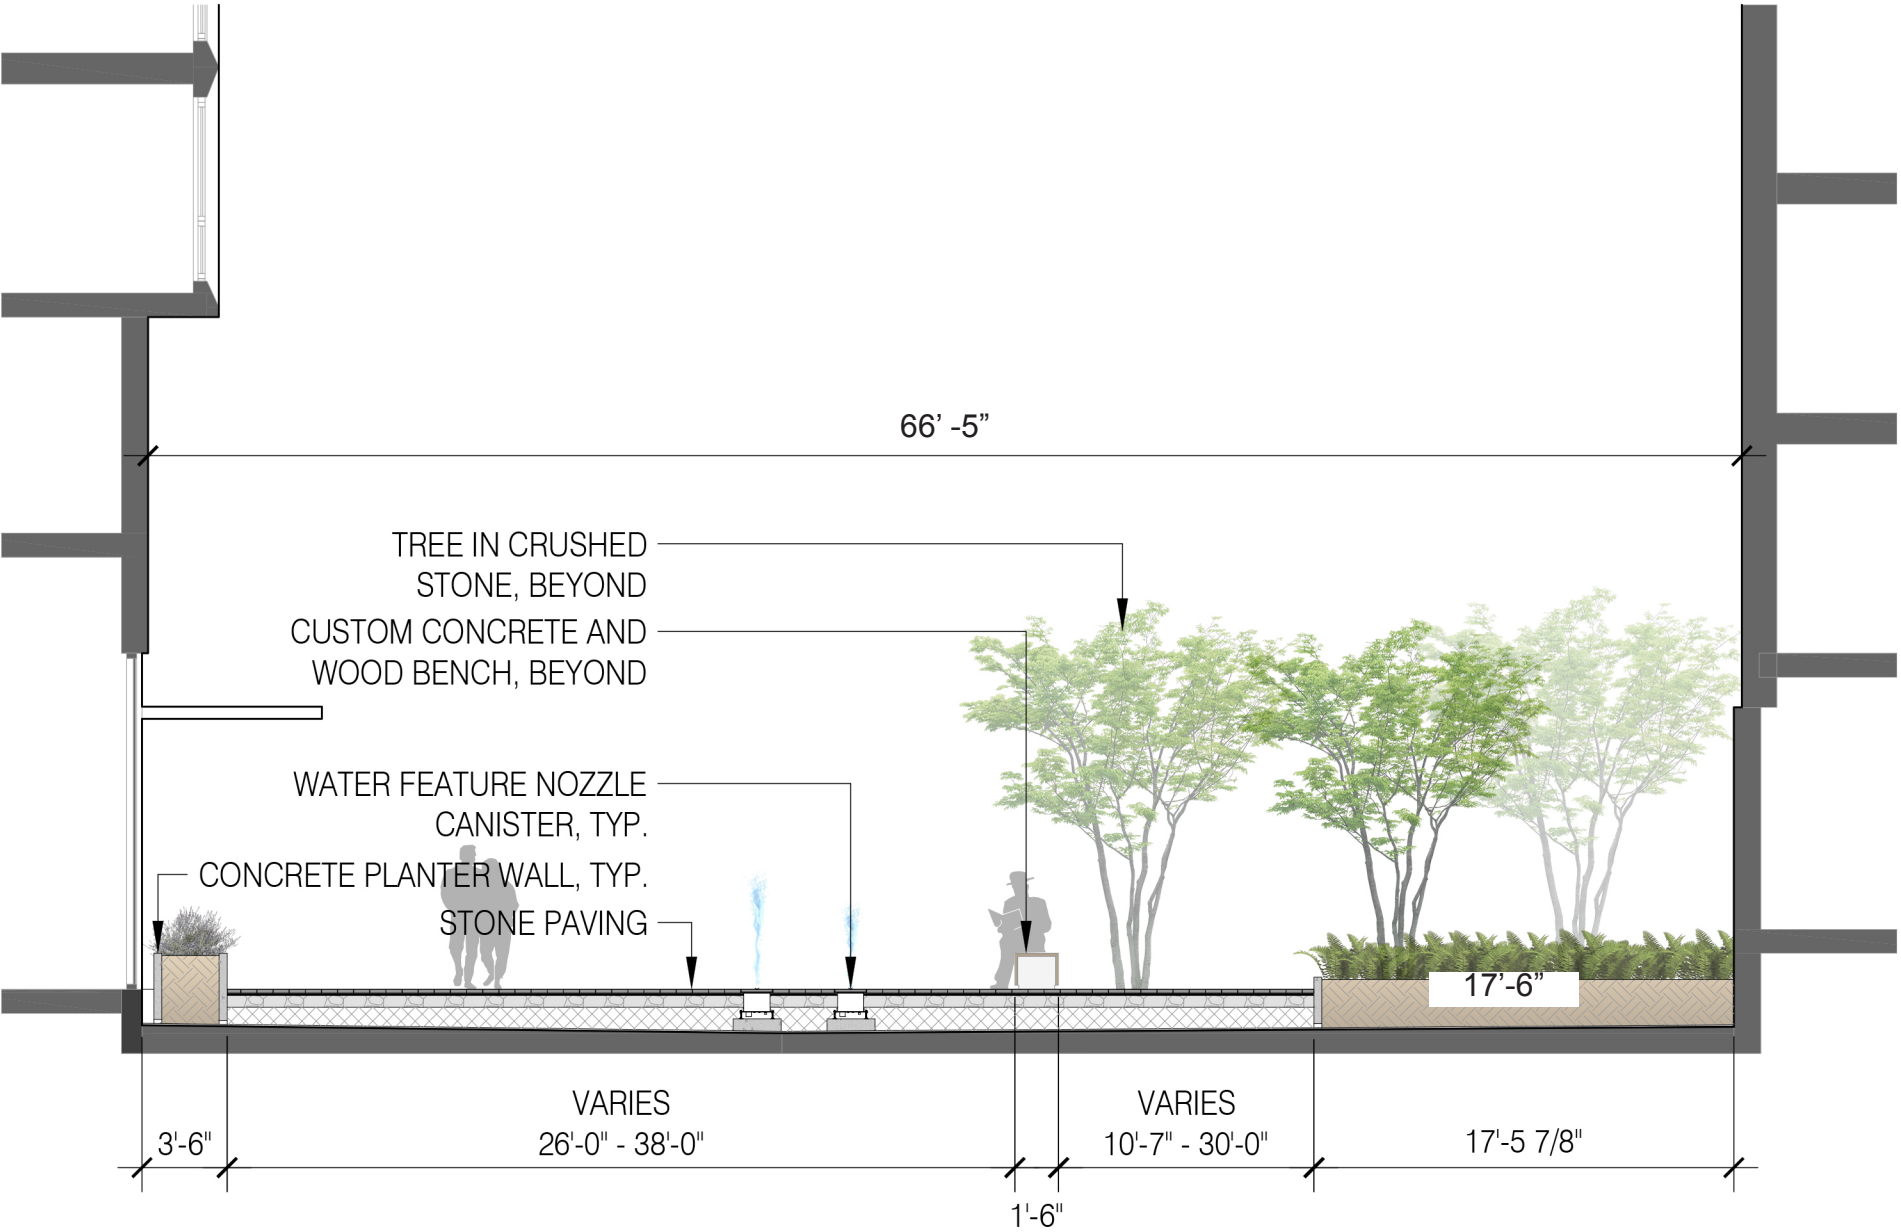 66’ -5”
TREE IN CRUSHED
STONE, BEYOND
CUSTOM CONCRETE AND
WOOD BENCH, BEYOND
WATER FEATURE NOZZLE
CANISTER, TYP.
CONCRETE PLANTER WALL, TYP.
STONE PAVING
17’-6”
3'-6"
VARIES
26'-0" - 38'-0"
1'-6"
VARIES
10'-7" - 30'-0"
17'-5 7/8"